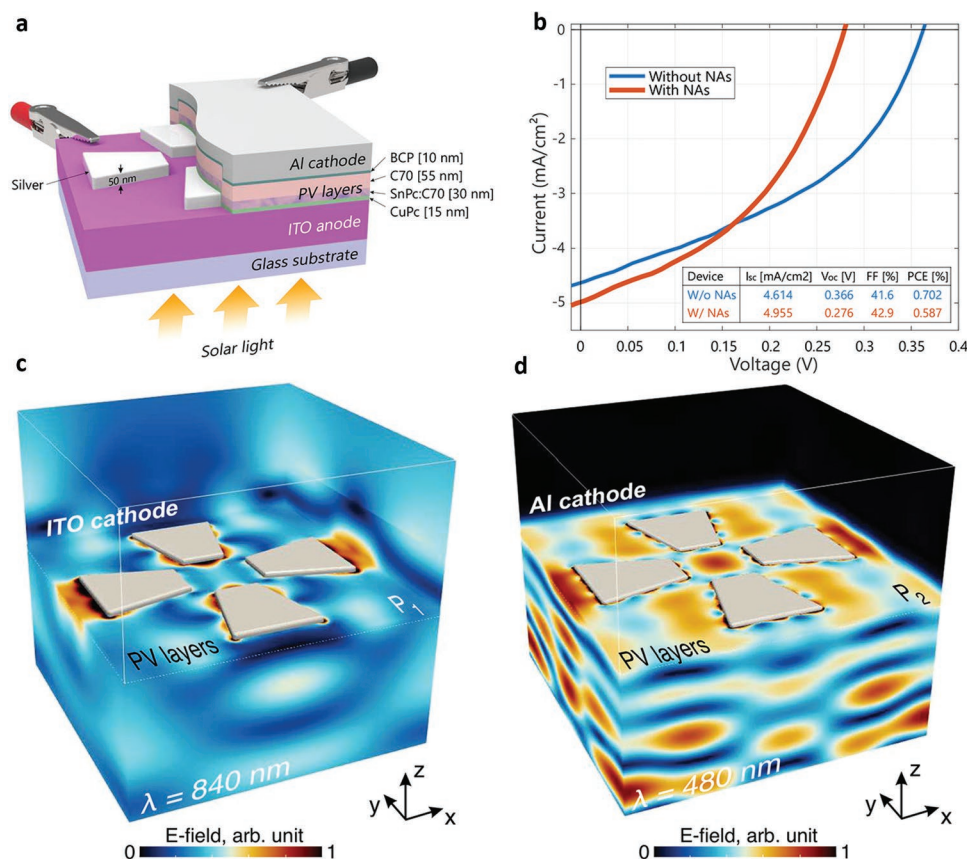 a
Silver
50 nm
Al cathode
PV layers
ITO anode
Glass substrate
BCP [10 nm]
C70 [55 nm]
SnPc:C70 [30 nm]
CuPc [15 nm]
Solar light
b
Current (mA/cm²)
0
-1
-2
-3
-4
-5
Without NAs
With NAs
Device Isc [mA/cm2] Voc [V] FF [%] PCE [%]
W/o NAs 4.614 0.366 41.6 0.702
W/ NAs 4.955 0.276 42.9 0.587
0 0.05 0.1 0.15 0.2 0.25 0.3 0.35 0.4
Voltage (V)
c
ITO cathode
P1
PV layers
λ = 840 nm
z
y
x
E-field, arb. unit
0 1
d
Al cathode
P2
PV layers
λ = 480 nm
z
y
x
E-field, arb. unit
0 1